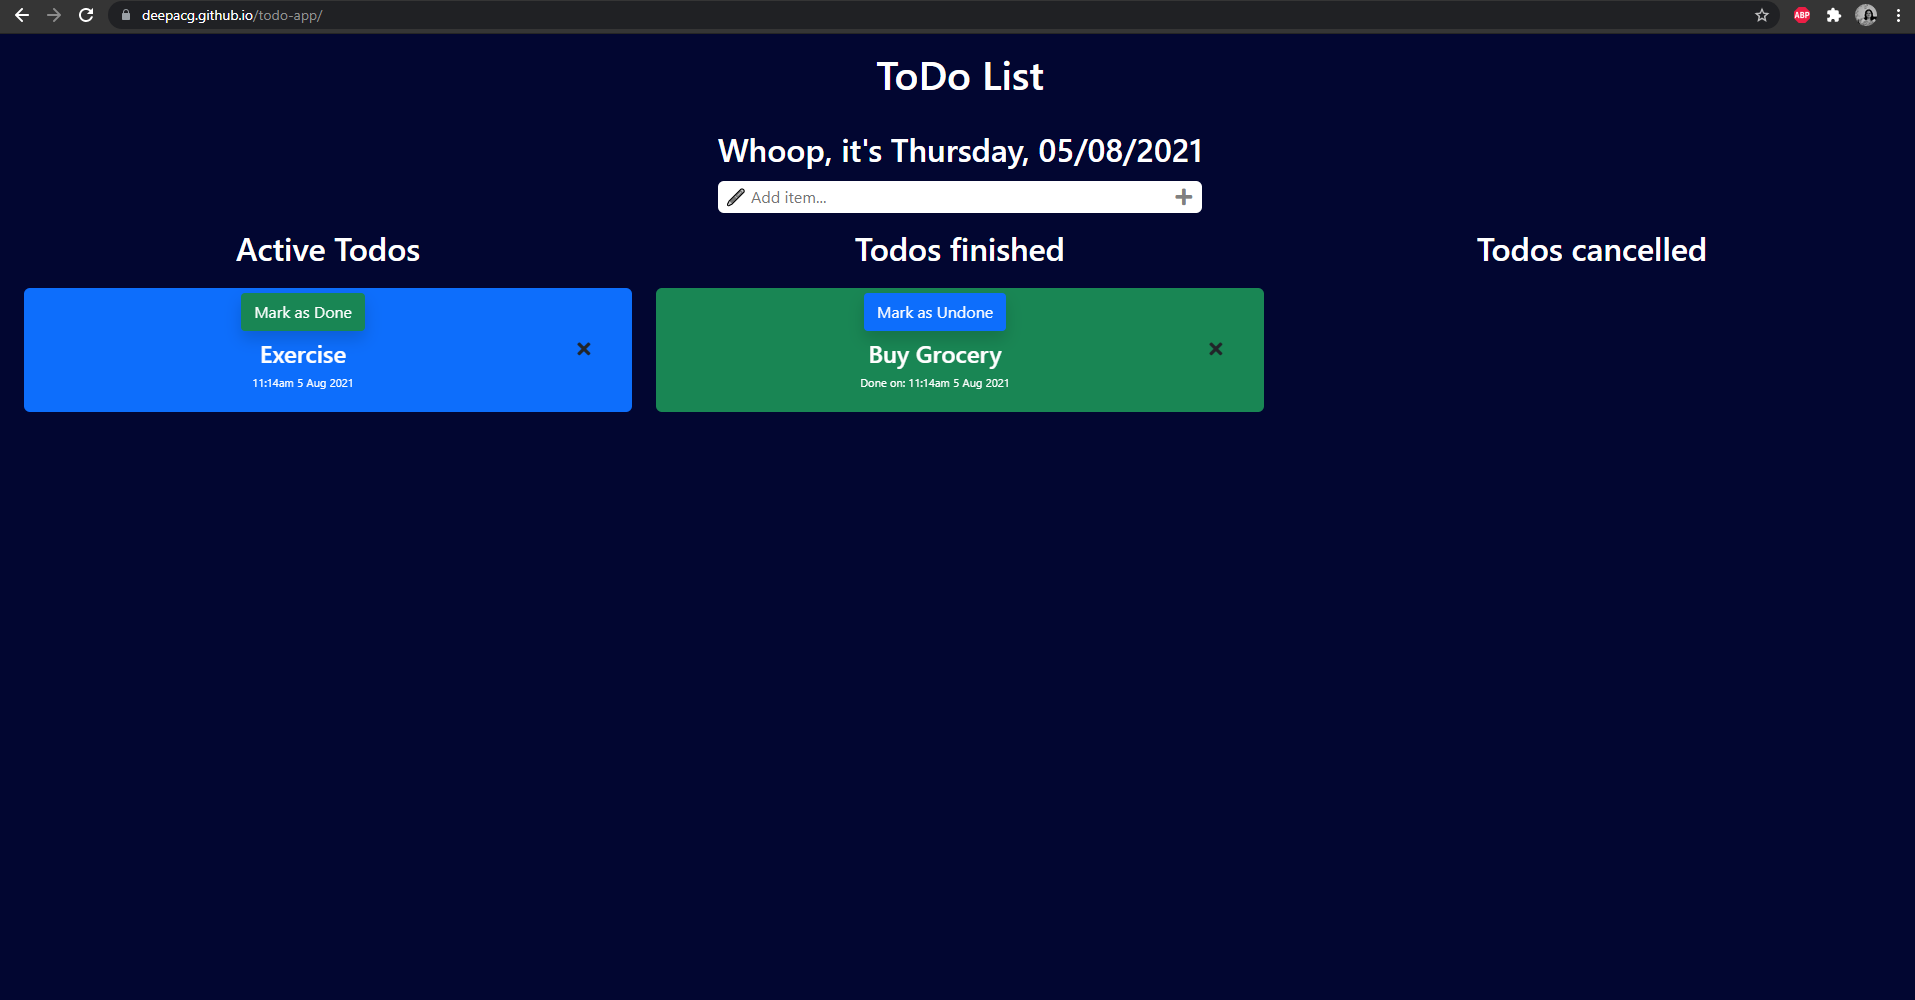 deepacg.github.io/todo-app/
ABP
ToDo List
Whoop, it's Thursday, 05/08/2021
Add item...
Active Todos
Todos finished
Todos cancelled
Mark as Done
Exercise
11:14am 5 Aug 2021
Mark as Undone
Buy Grocery
Done on: 11:14am 5 Aug 2021